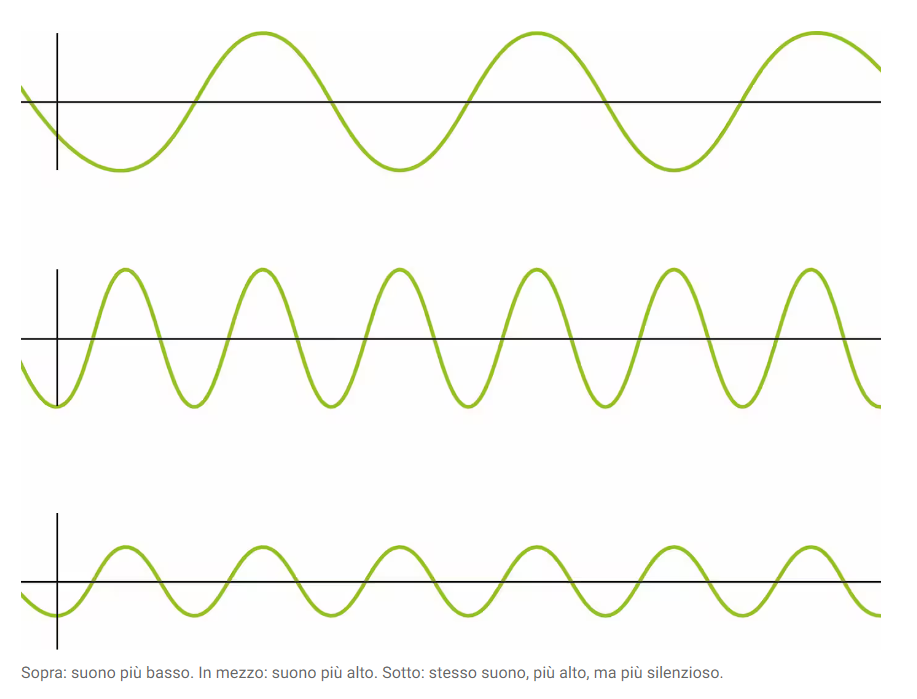 Sopra: suono più basso. In mezzo: suono più alto. Sotto: stesso suono, più alto, ma più silenzioso.